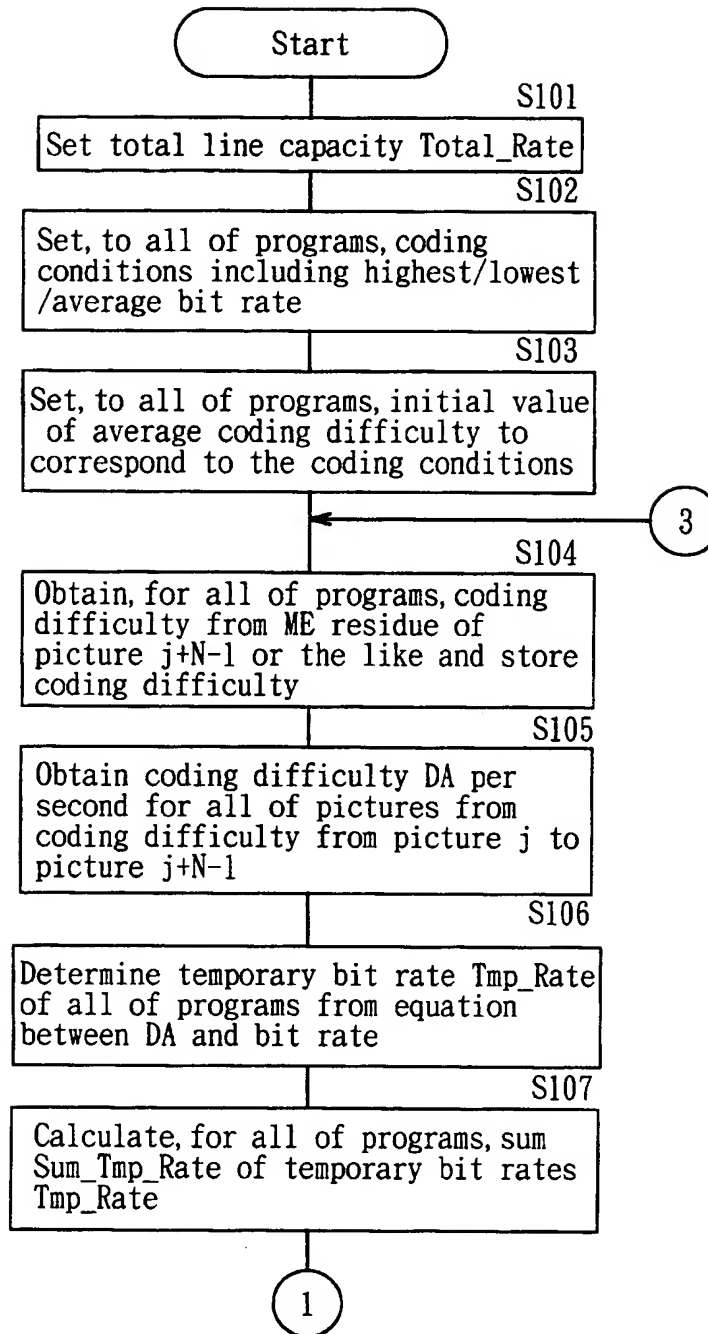 Start
S101
Set total line capacity Total_Rate
S102
Set, to all of programs, coding
conditions including highest/lowest
/average bit rate
S103
Set, to all of programs, initial value
of average coding difficulty to
correspond to the coding conditions
3
S104
Obtain, for all of programs, coding
difficulty from ME residue of
picture j+N-1 or the like and store
coding difficulty
S105
Obtain coding difficulty DA per
second for all of pictures from
coding difficulty from picture j to
picture j+N-1
S106
Determine temporary bit rate Tmp_Rate
of all of programs from equation
between DA and bit rate
S107
Calculate, for all of programs, sum
Sum_Tmp_Rate of temporary bit rates
Tmp_Rate
1